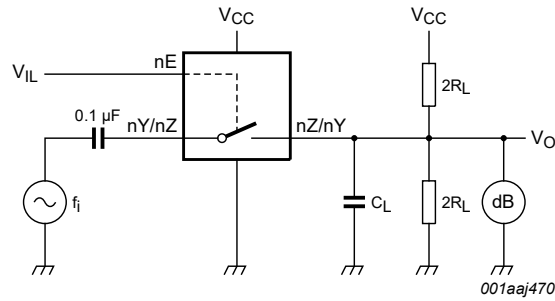 VCC
VCC
nE
VIL
2RL
0.1 µF
nY/nZ
nZ/nY
VO
fi
CL
2RL
dB
001aaj470